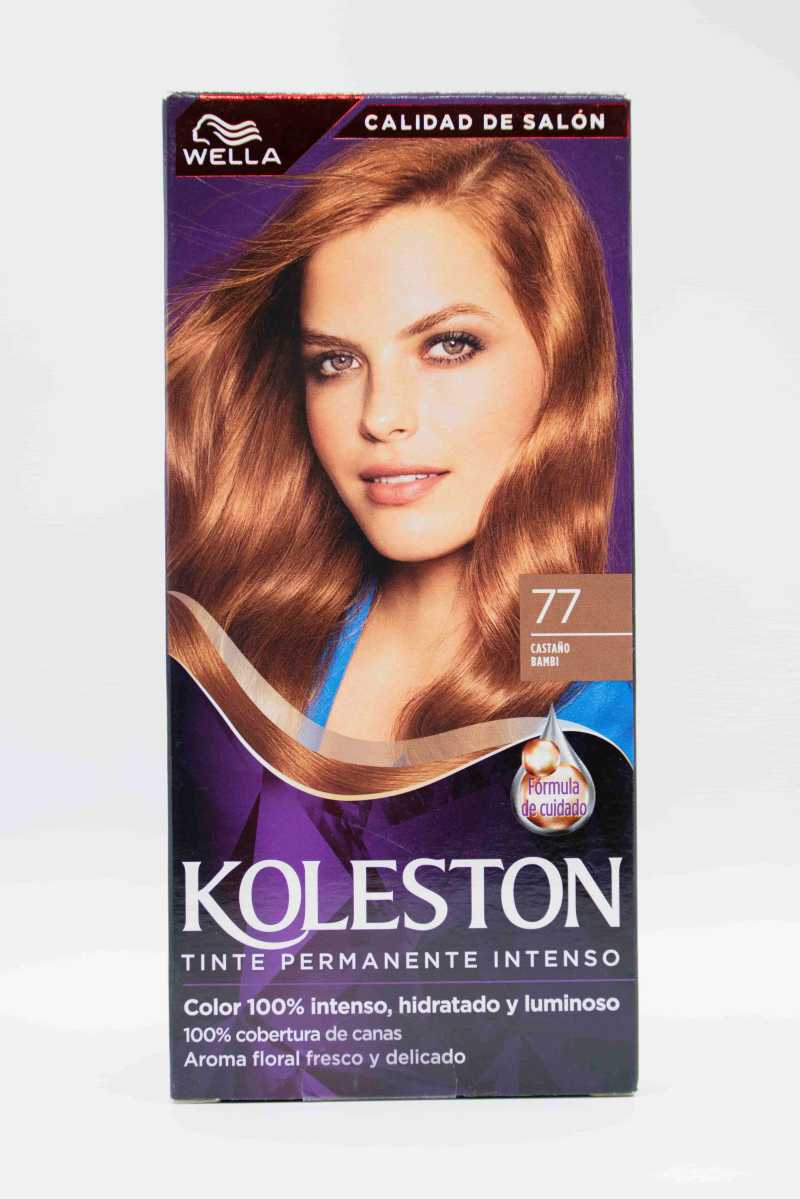 WELLA
CALIDAD DE SALÓN
77
CASTAÑO
BAMBI
Fórmula
de cuidado
KOLESTON
TINTE PERMANENTE INTENSO
Color 100% intenso, hidratado y luminoso
100% cobertura de canas
Aroma floral fresco y delicado